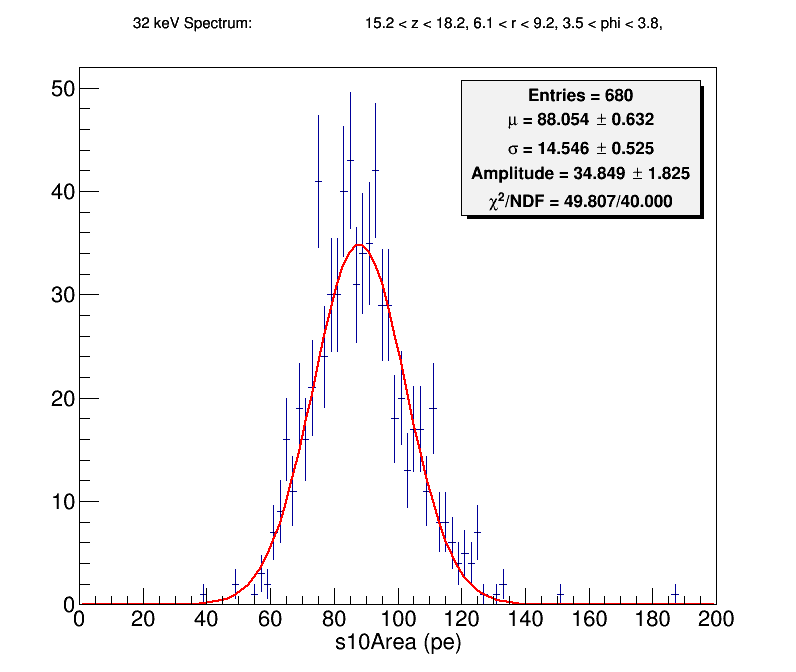 32 keV Spectrum: 15.2 < z < 18.2, 6.1 < r < 9.2, 3.5 < phi < 3.8,
Entries = 680
μ = 88.054 ± 0.632
σ = 14.546 ± 0.525
Amplitude = 34.849 ± 1.825
χ²/NDF = 49.807/40.000
50
40
30
20
10
0
0 20 40 60 80 100 120 140 160 180 200
s10Area (pe)